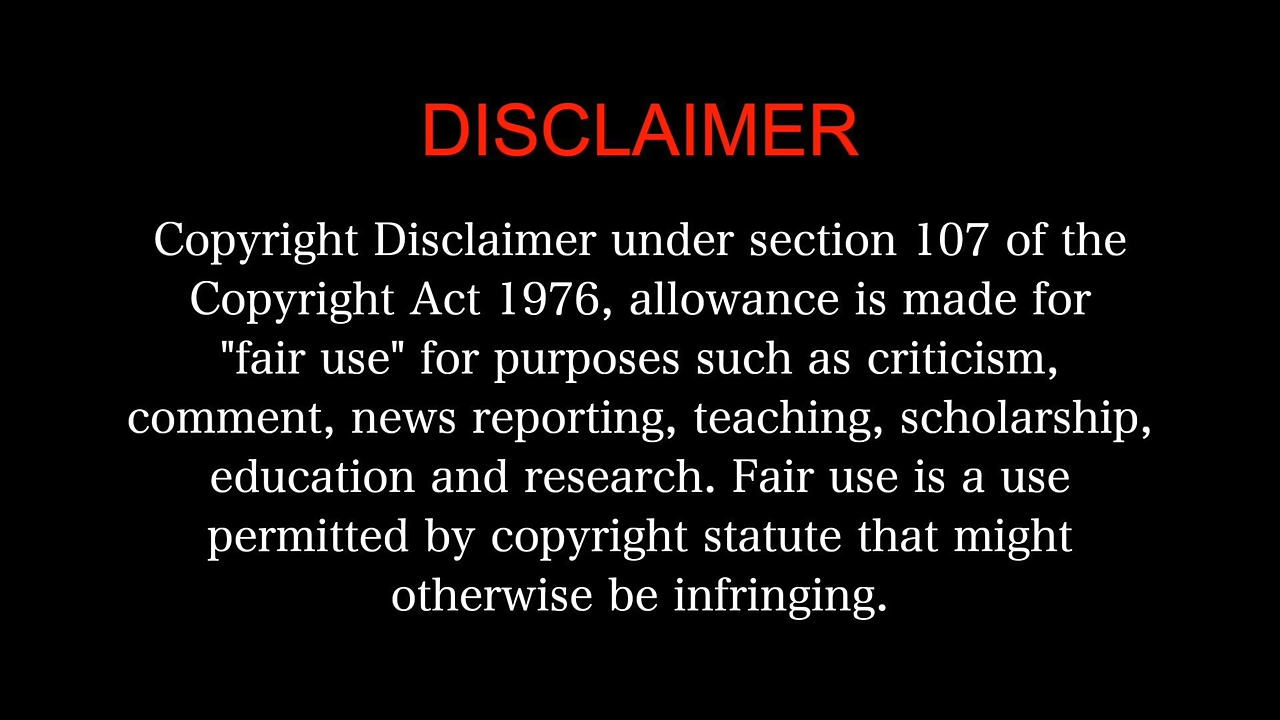 DISCLAIMER
Copyright Disclaimer under section 107 of the
Copyright Act 1976, allowance is made for
"fair use" for purposes such as criticism,
comment, news reporting, teaching, scholarship,
education and research. Fair use is a use
permitted by copyright statute that might
otherwise be infringing.